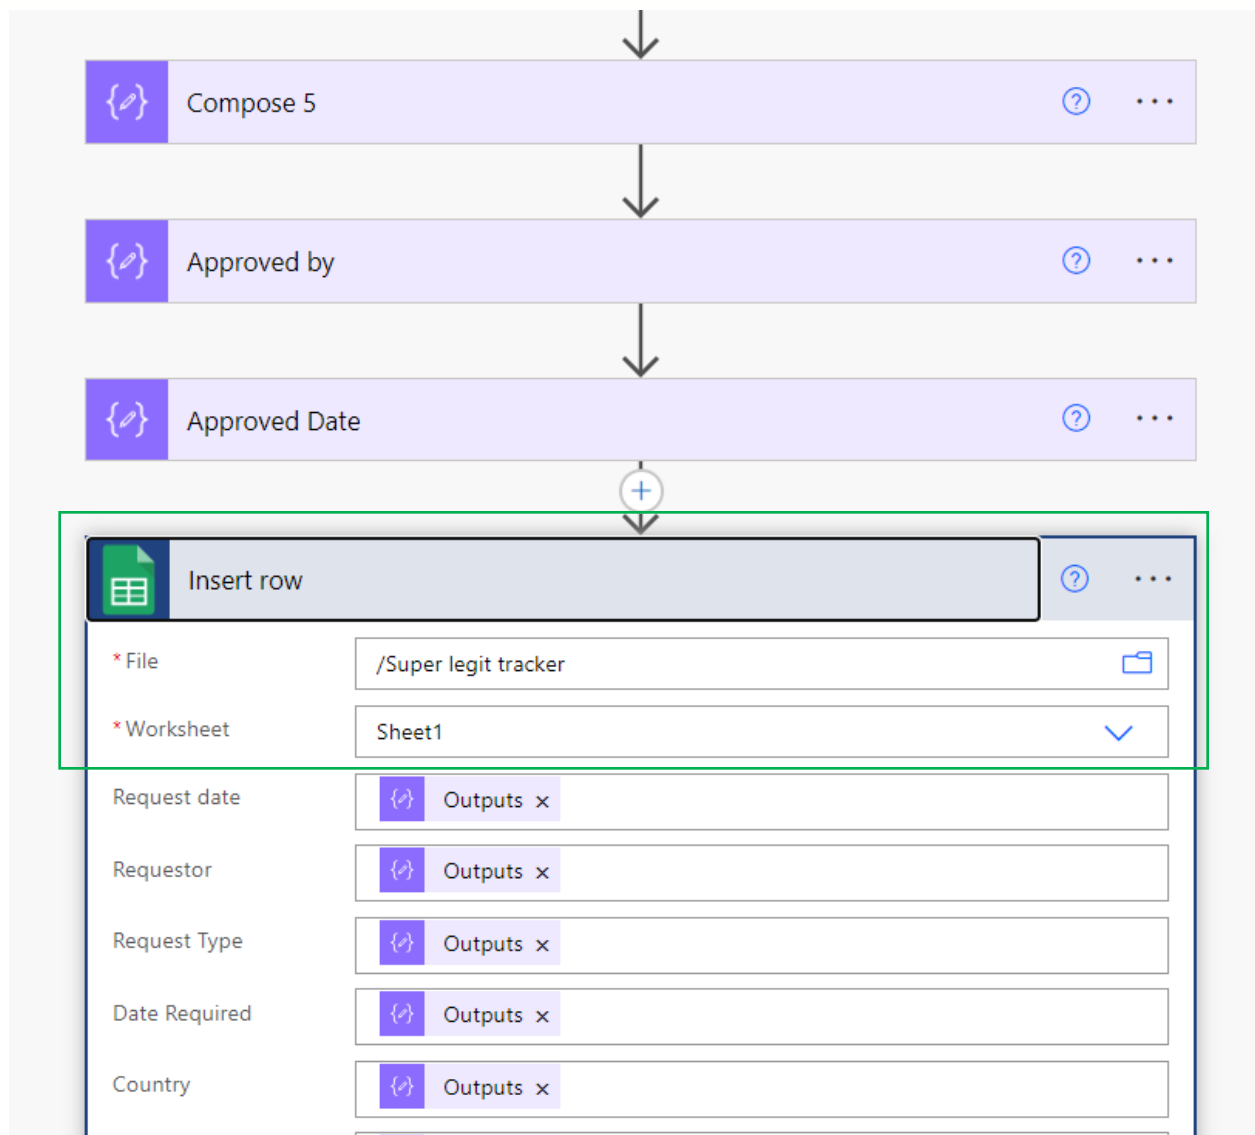 Compose 5
Approved by
Approved Date
Insert row
* File
/Super legit tracker
* Worksheet
Sheet1
Request date
Outputs ×
Requestor
Outputs ×
Request Type
Outputs ×
Date Required
Outputs ×
Country
Outputs ×